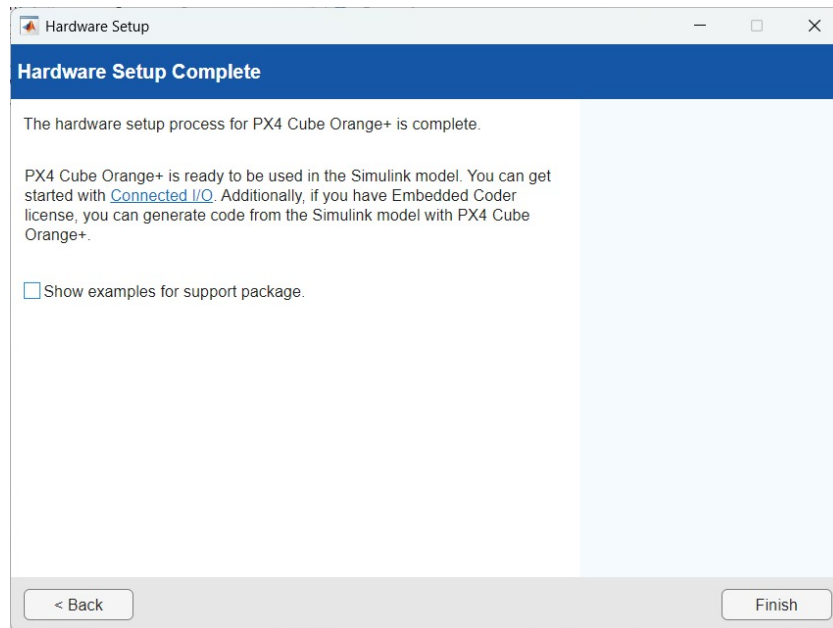 Hardware Setup
Hardware Setup Complete
The hardware setup process for PX4 Cube Orange+ is complete.
PX4 Cube Orange+ is ready to be used in the Simulink model. You can get
started with Connected I/O. Additionally, if you have Embedded Coder
license, you can generate code from the Simulink model with PX4 Cube
Orange+.
Show examples for support package.
< Back
Finish